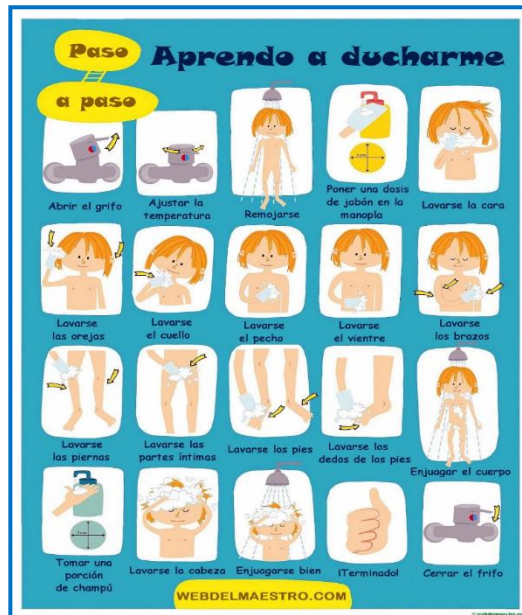 Paso
a paso
Aprendo a ducharme
Abrir el grifo
Ajustar la
temperatura
Remojarse
Poner una dosis
de jabón en la
manopla
Lavarse la cara
Lavarse
las orejas
Lavarse
el cuello
Lavarse
el pecho
Lavarse
el vientre
Lavarse
los brazos
Lavarse
las piernas
Lavarse las
partes íntimas
Lavarse los pies
Lavarse los
dedos de los pies
Enjuagar el cuerpo
Tomar una
porción
de champú
Lavarse la cabeza
Enjuagarse bien
¡Terminado!
Cerrar el frifo
WEBDELMAESTRO.COM